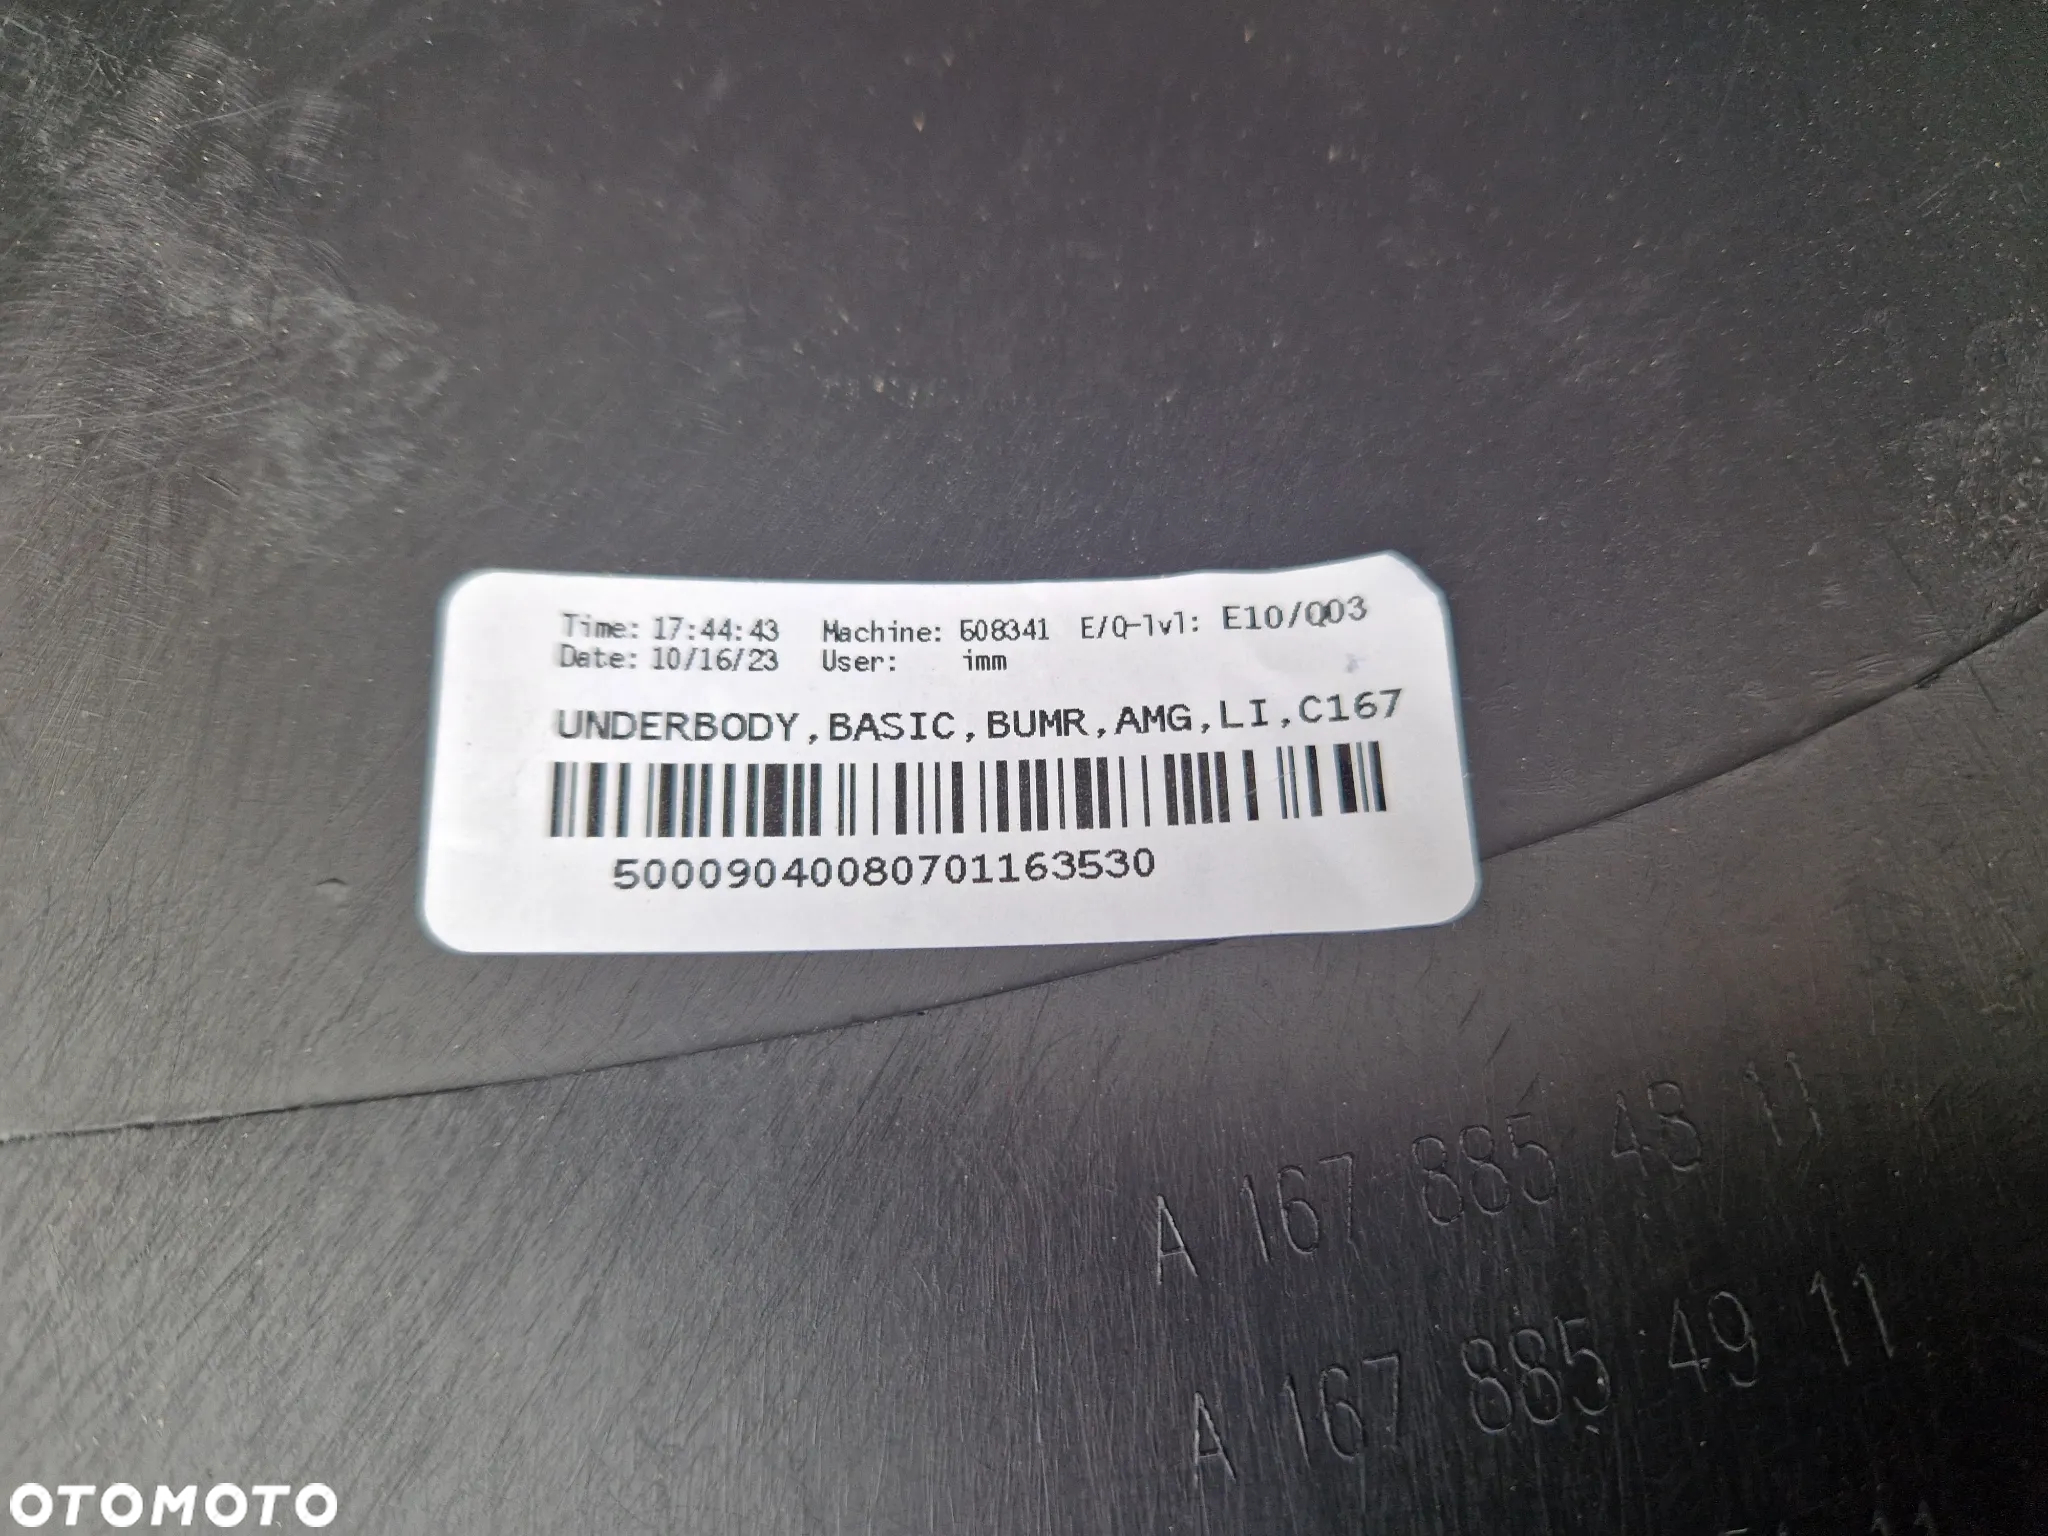 Time: 17:44:43 Machine: 508341 E/Q-lvl: E10/Q03
Date: 10/16/23 User: imm
UNDERBODY,BASIC,BUMR,AMG,LI,C167
50009040080701163530
A 167 885 48 11
A 167 885 49 11
OTOMOTO